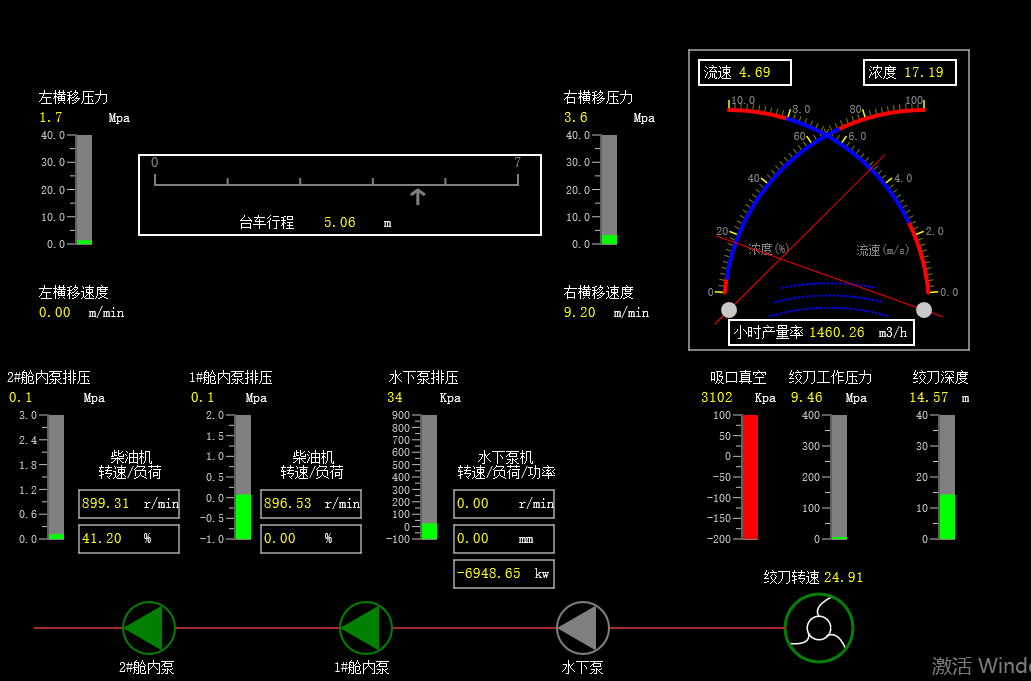 流速 4.69
浓度 17.19
左横移压力
1.7 Mpa
40.0
30.0
20.0
10.0
0.0
0 7
台车行程 5.06 m
右横移压力
3.6 Mpa
40.0
30.0
20.0
10.0
0.0
10.0 8.0 80 100
60 6.0
40 4.0
20 2.0
浓度(%) 流速(m/s)
0 0.0
小时产量率 1460.26 m3/h
左横移速度
0.00 m/min
右横移速度
9.20 m/min
2#舱内泵排压
0.1 Mpa
3.0
2.4
1.8
1.2
0.6
0.0
柴油机
转速/负荷
899.31 r/min
41.20 %
1#舱内泵排压
0.1 Mpa
2.0
1.5
1.0
0.5
0.0
-0.5
-1.0
柴油机
转速/负荷
896.53 r/min
0.00 %
水下泵排压
34 Kpa
900
800
700
600
500
400
300
200
100
0
-100
水下泵机
转速/负荷/功率
0.00 r/min
0.00 mm
-6948.65 kw
吸口真空
3102 Kpa
100
50
0
-50
-100
-150
-200
绞刀工作压力
9.46 Mpa
400
300
200
100
0
绞刀深度
14.57 m
40
30
20
10
0
绞刀转速 24.91
2#舱内泵
1#舱内泵
水下泵
激活 Windo